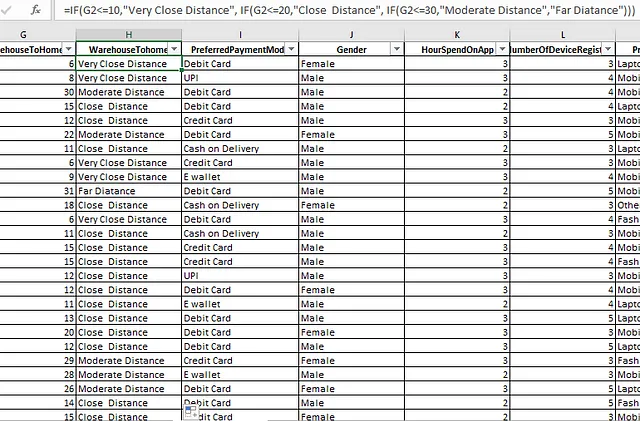 fx =IF(G2<=10,"Very Close Distance", IF(G2<=20,"Close  Distance", IF(G2<=30,"Moderate Distance","Far Diatance")))
G H I J K L
ehouseToHome WarehouseTohome PreferredPaymentMod Gender HourSpendOnApp NumberOfDeviceRegist P
6 Very Close Distance Debit Card Female 3 3 Lapto
8 Very Close Distance UPI Male 3 4 Mobi
30 Moderate Distance Debit Card Male 2 4 Mobi
15 Close  Distance Debit Card Male 2 4 Lapto
12 Close  Distance Credit Card Male 3 3 Mobi
22 Moderate Distance Debit Card Female 3 5 Mobi
11 Close  Distance Cash on Delivery Male 2 3 Lapto
6 Very Close Distance Credit Card Male 3 3 Mobi
9 Very Close Distance E wallet Male 3 4 Mobi
31 Far Diatance Debit Card Male 2 5 Mobi
18 Close  Distance Cash on Delivery Female 2 3 Othe
6 Very Close Distance Debit Card Male 3 4 Fash
11 Close  Distance Cash on Delivery Male 2 3 Mobi
15 Close  Distance Credit Card Male 3 4 Mobi
15 Close  Distance Credit Card Male 3 4 Fash
12 Close  Distance UPI Male 3 3 Mobi
12 Close  Distance Debit Card Female 3 4 Mobi
11 Close  Distance E wallet Male 2 4 Lapto
13 Close  Distance Debit Card Male 3 5 Lapto
20 Close  Distance Debit Card Female 3 3 Mobi
12 Close  Distance Debit Card Male 2 5 Lapto
29 Moderate Distance Credit Card Female 3 3 Fash
28 Moderate Distance E wallet Male 2 3 Mobi
26 Moderate Distance Debit Card Male 3 5 Lapto
14 Close  Distance Debit Card Male 2 5 Fash
15 Close  Distance dit Card Female 2 3 Mobi